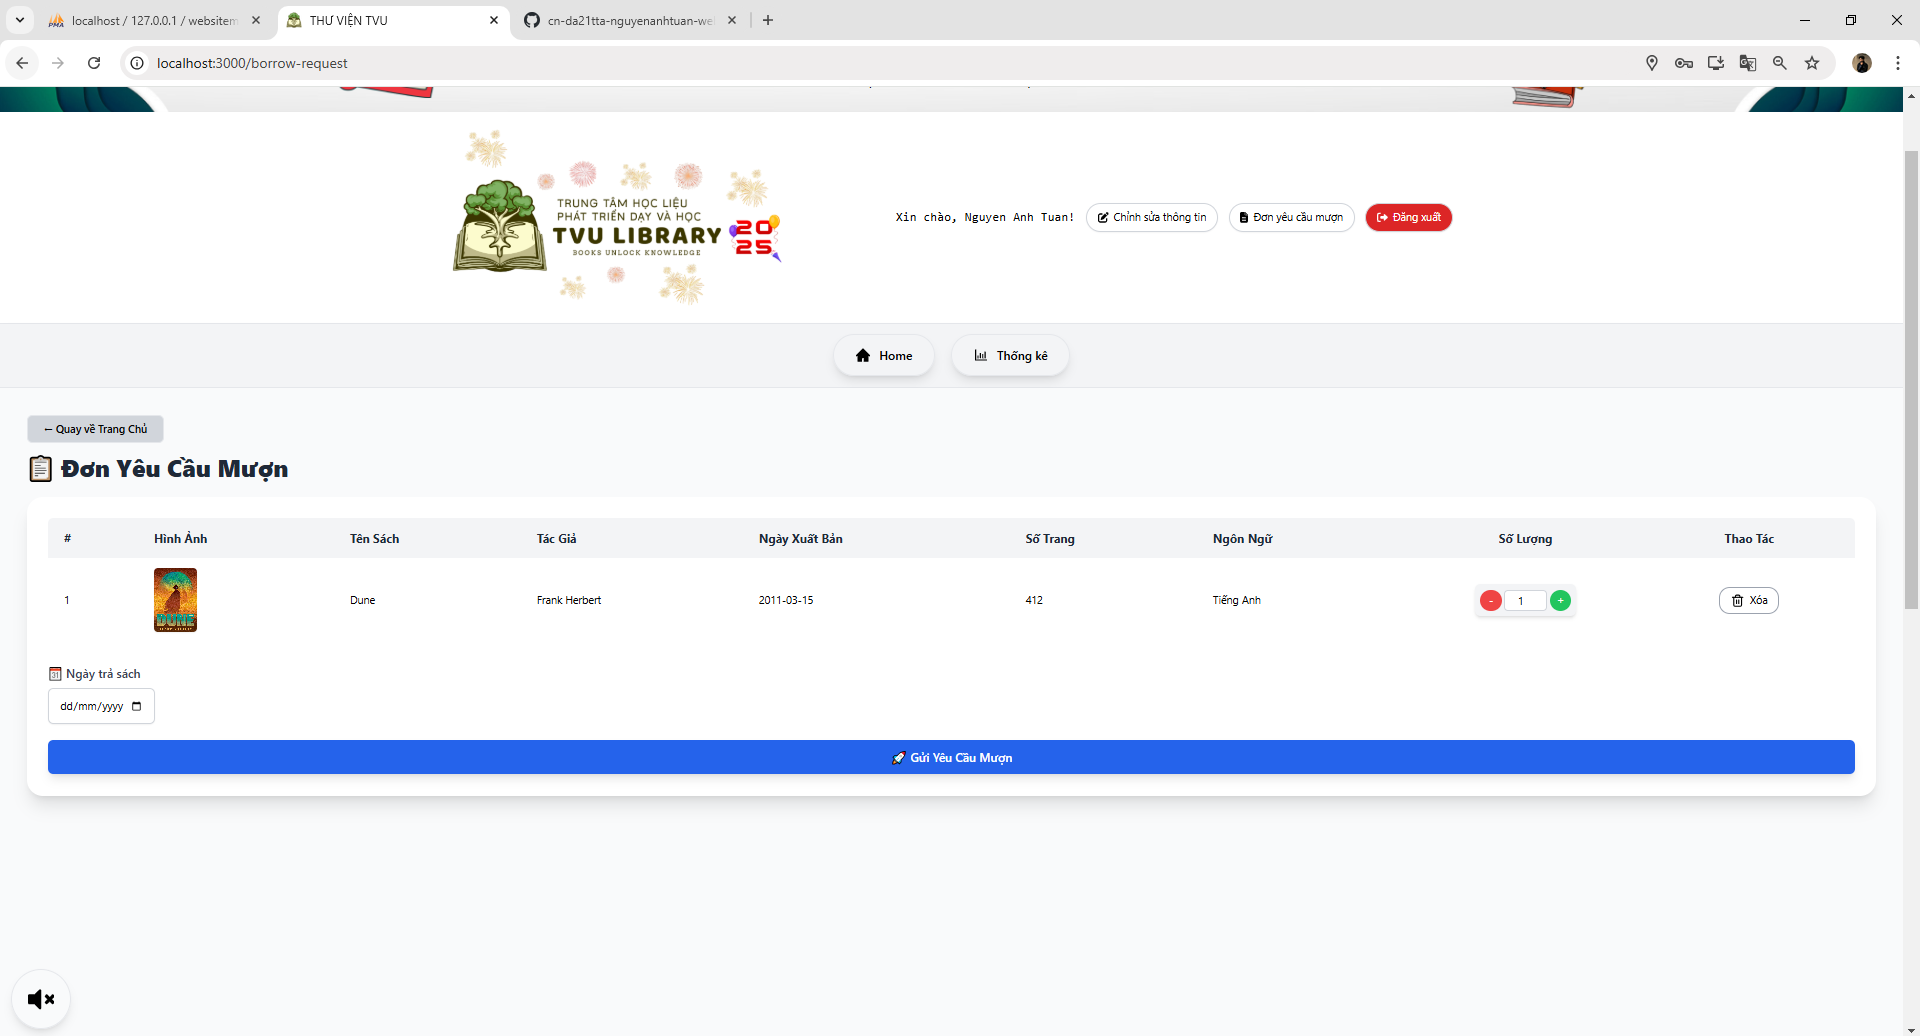 localhost / 127.0.0.1 / websitem
THƯ VIỆN TVU
cn-da21tta-nguyenanhtuan-we
localhost:3000/borrow-request
TRUNG TÂM HỌC LIỆU
PHÁT TRIỂN DẠY VÀ HỌC
TVU LIBRARY
BOOKS UNLOCK KNOWLEDGE
20
25
Xin chào, Nguyen Anh Tuan!
Chỉnh sửa thông tin
Đơn yêu cầu mượn
Đăng xuất
Home
Thống kê
← Quay về Trang Chủ
Đơn Yêu Cầu Mượn
# Hình Ảnh Tên Sách Tác Giả Ngày Xuất Bản Số Trang Ngôn Ngữ Số Lượng Thao Tác
1 DUNE Dune Frank Herbert 2011-03-15 412 Tiếng Anh - 1 + Xóa
Ngày trả sách
dd/mm/yyyy
Gửi Yêu Cầu Mượn